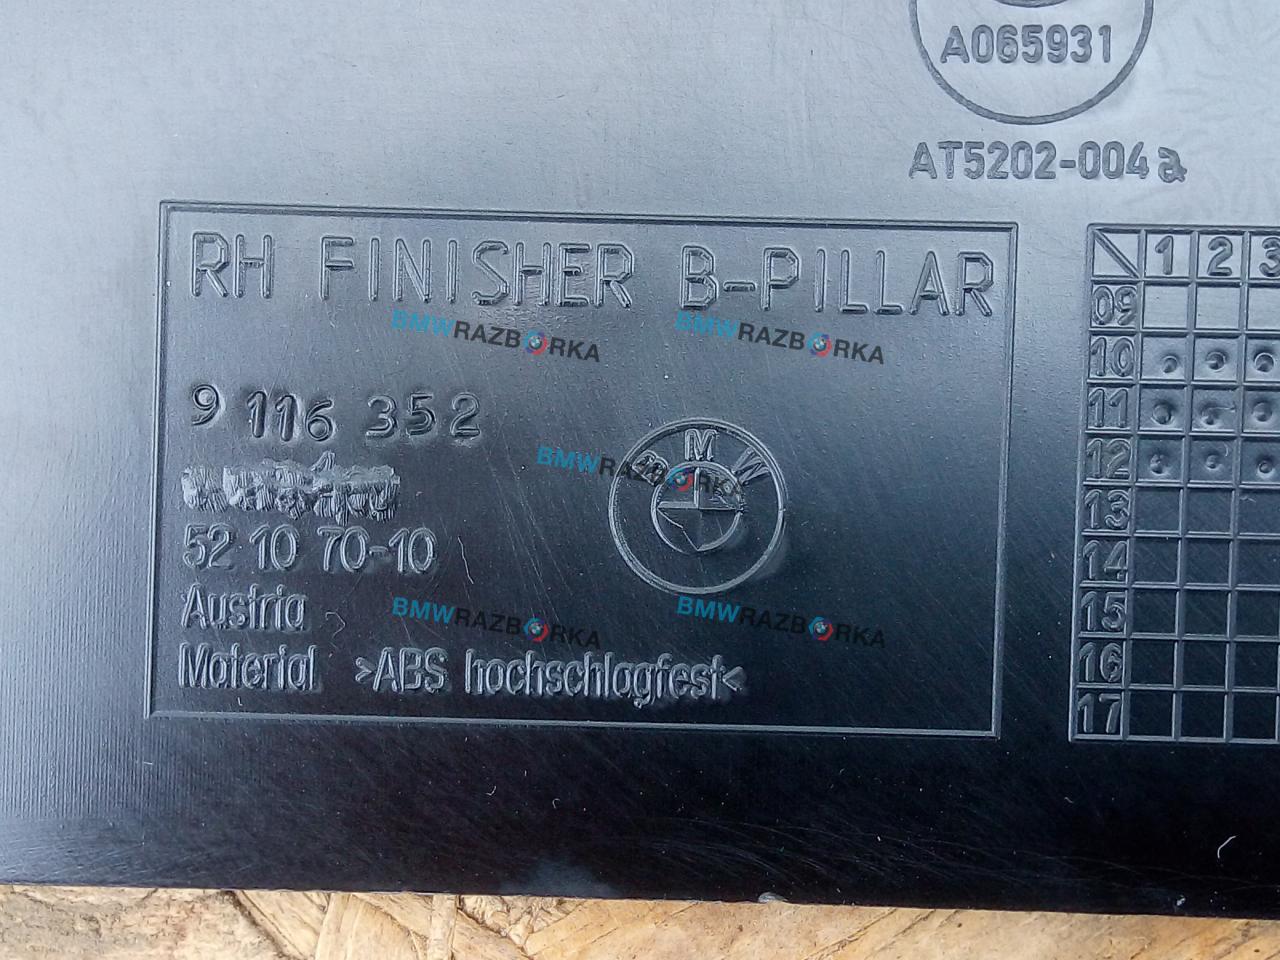 A065931
AT5202-004 a
RH FINISHER B-PILLAR
9 116 352
52 10 70-10
Austria
Material >ABS hochschlagfest<
BMW
1 2 3
09
10
11
12
13
14
15
16
17
BMWRAZBORKA
BMWRAZBORKA
BMWRAZBORKA
BMWRAZBORKA
BMWRAZBORKA